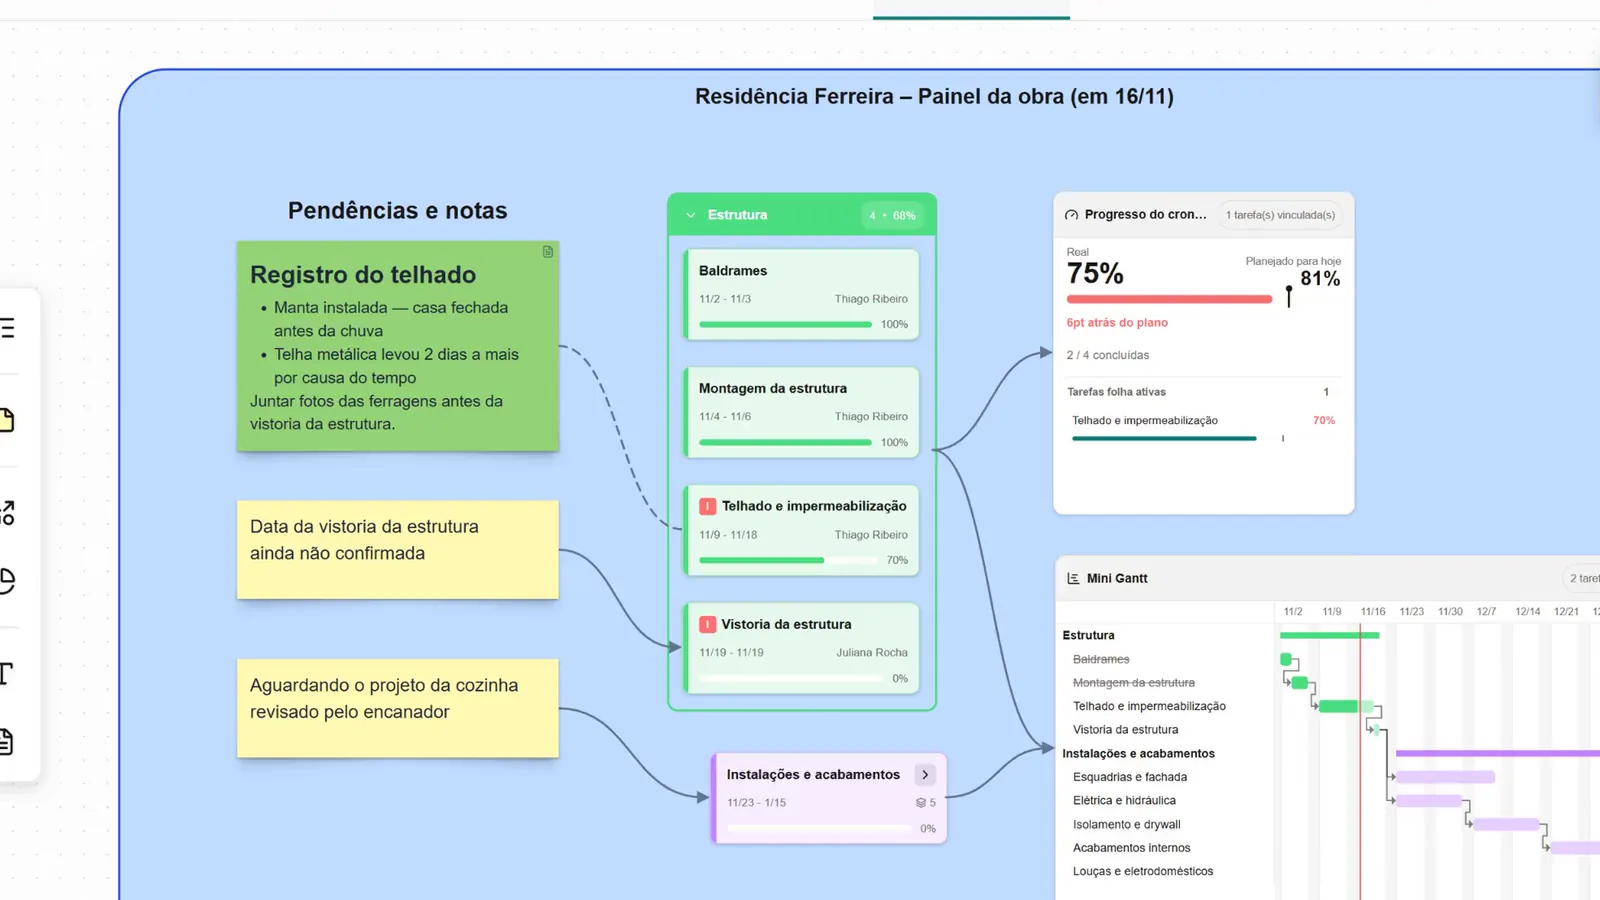 Residência Ferreira – Painel da obra (em 16/11)
Pendências e notas
Registro do telhado
• Manta instalada — casa fechada
antes da chuva
• Telha metálica levou 2 dias a mais
por causa do tempo
Juntar fotos das ferragens antes da
vistoria da estrutura.
Data da vistoria da estrutura
ainda não confirmada
Aguardando o projeto da cozinha
revisado pelo encanador
Estrutura 4 • 68%
Baldrames
11/2 - 11/3 Thiago Ribeiro
100%
Montagem da estrutura
11/4 - 11/6 Thiago Ribeiro
100%
! Telhado e impermeabilização
11/9 - 11/18 Thiago Ribeiro
70%
! Vistoria da estrutura
11/19 - 11/19 Juliana Rocha
0%
Instalações e acabamentos
11/23 - 1/15 5
0%
Progresso do cron... 1 tarefa(s) vinculada(s)
Real
75%
Planejado para hoje
81%
6pt atrás do plano
2 / 4 concluídas
Tarefas folha ativas 1
Telhado e impermeabilização 70%
Mini Gantt 2 taref
11/2 11/9 11/16 11/23 11/30 12/7 12/14 12/21
Estrutura
Baldrames
Montagem da estrutura
Telhado e impermeabilização
Vistoria da estrutura
Instalações e acabamentos
Esquadrias e fachada
Elétrica e hidráulica
Isolamento e drywall
Acabamentos internos
Louças e eletrodomésticos